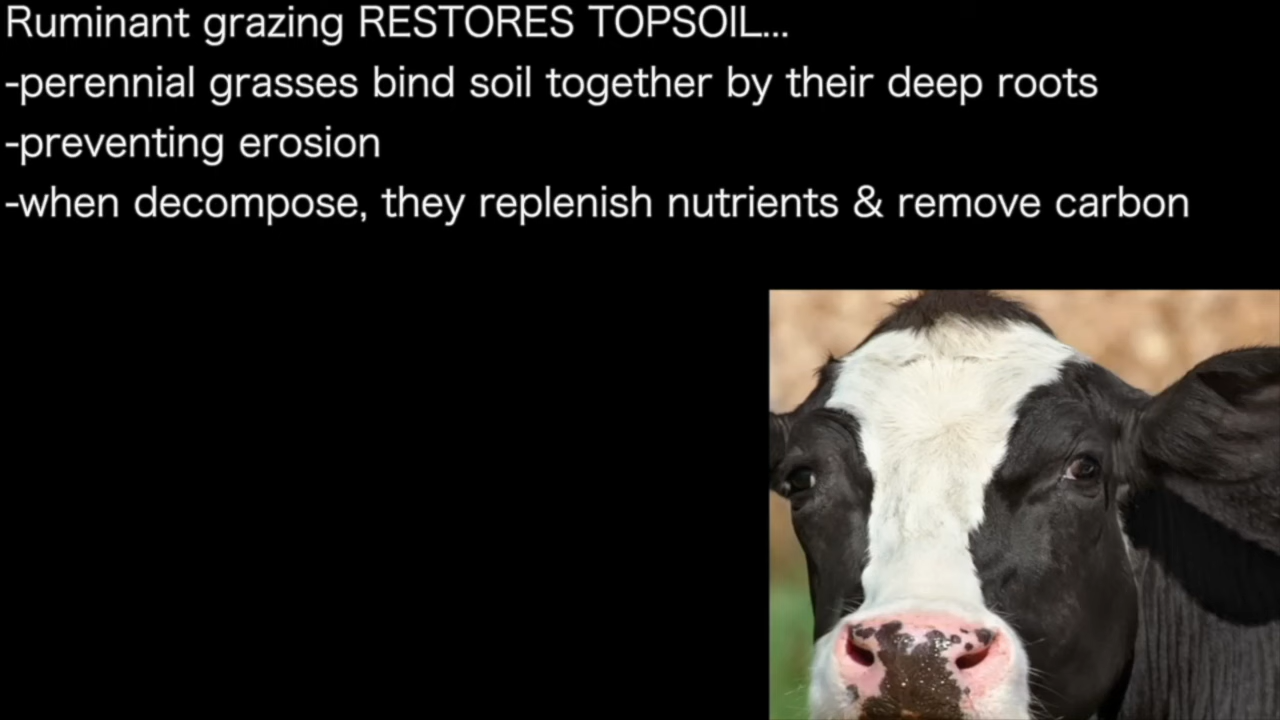 Ruminant grazing RESTORES TOPSOIL...
-perennial grasses bind soil together by their deep roots
-preventing erosion
-when decompose, they replenish nutrients & remove carbon